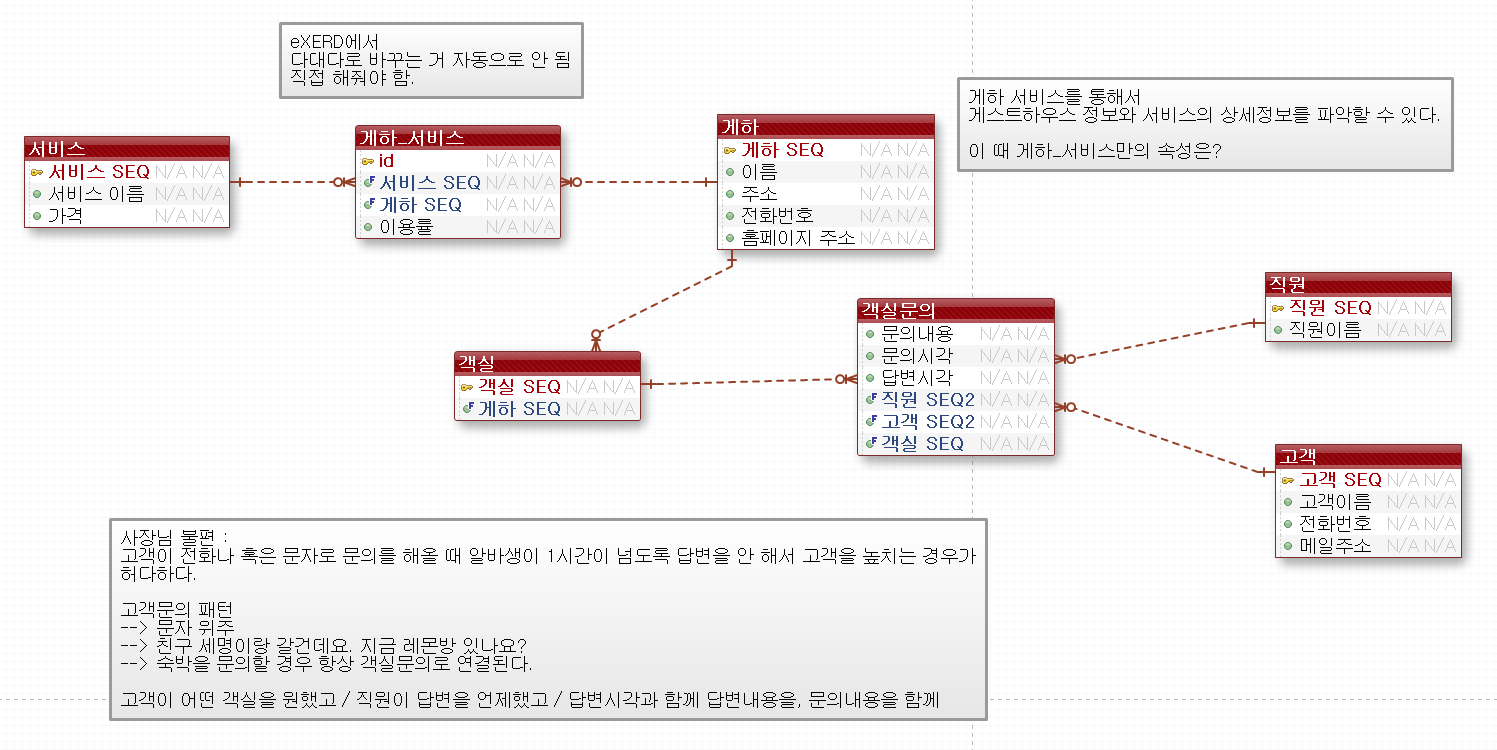 eXERD에서
다대다로 바꾸는 거 자동으로 안 됨
직접 해줘야 함.
게하 서비스를 통해서
게스트하우스 정보와 서비스의 상세정보를 파악할 수 있다.
이 때 게하_서비스만의 속성은?
서비스
서비스 SEQ N/A N/A
서비스 이름 N/A N/A
가격 N/A N/A
게하_서비스
id N/A N/A
서비스 SEQ N/A N/A
게하 SEQ N/A N/A
이용률 N/A N/A
게하
게하 SEQ N/A N/A
이름 N/A N/A
주소 N/A N/A
전화번호 N/A N/A
홈페이지 주소 N/A N/A
객실
객실 SEQ N/A N/A
게하 SEQ N/A N/A
객실문의
문의내용 N/A N/A
문의시각 N/A N/A
답변시각 N/A N/A
직원 SEQ2 N/A N/A
고객 SEQ2 N/A N/A
객실 SEQ N/A N/A
직원
직원 SEQ N/A N/A
직원이름 N/A N/A
고객
고객 SEQ N/A N/A
고객이름 N/A N/A
전화번호 N/A N/A
메일주소 N/A N/A
사장님 불편 :
고객이 전화나 혹은 문자로 문의를 해올 때 알바생이 1시간이 넘도록 답변을 안 해서 고객을 높치는 경우가
허다하다.
고객문의 패턴
--> 문자 위주
--> 친구 세명이랑 갈건데요. 지금 레몬방 있나요?
--> 숙박을 문의할 경우 항상 객실문의로 연결된다.
고객이 어떤 객실을 원했고 / 직원이 답변을 언제했고 / 답변시각과 함께 답변내용을, 문의내용을 함께